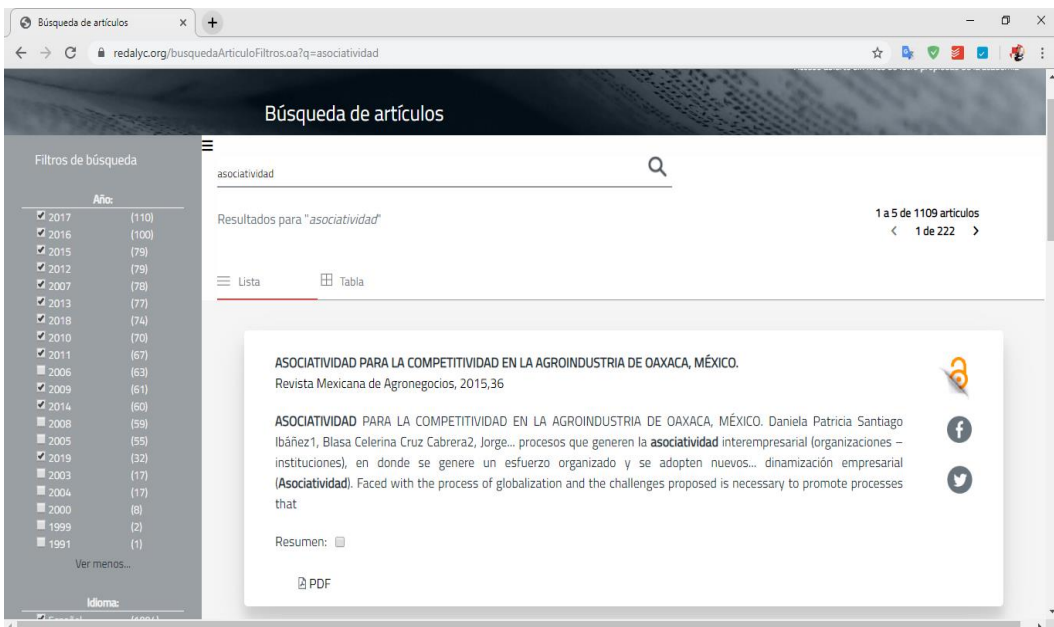 Búsqueda de artículos
redalyc.org/busquedaArticuloFiltros.oa?q=asociatividad
Búsqueda de artículos
Filtros de búsqueda
asociatividad
Resultados para "asociatividad"
1 a 5 de 1109 articulos
1 de 222
Lista Tabla
Año:
2017 (110)
2016 (100)
2015 (79)
2012 (79)
2007 (78)
2013 (77)
2018 (74)
2010 (70)
2011 (67)
2006 (63)
2009 (61)
2014 (60)
2008 (59)
2005 (55)
2019 (32)
2003 (17)
2004 (17)
2000 (8)
1999 (2)
1991 (1)
Ver menos...
Idioma:
ASOCIATIVIDAD PARA LA COMPETITIVIDAD EN LA AGROINDUSTRIA DE OAXACA, MÉXICO.
Revista Mexicana de Agronegocios, 2015,36
ASOCIATIVIDAD PARA LA COMPETITIVIDAD EN LA AGROINDUSTRIA DE OAXACA, MÉXICO. Daniela Patricia Santiago
Ibáñez1, Blasa Celerina Cruz Cabrera2, Jorge... procesos que generen la asociatividad interempresarial (organizaciones –
instituciones), en donde se genere un esfuerzo organizado y se adopten nuevos... dinamización empresarial
(Asociatividad). Faced with the process of globalization and the challenges proposed is necessary to promote processes
that
Resumen:
PDF